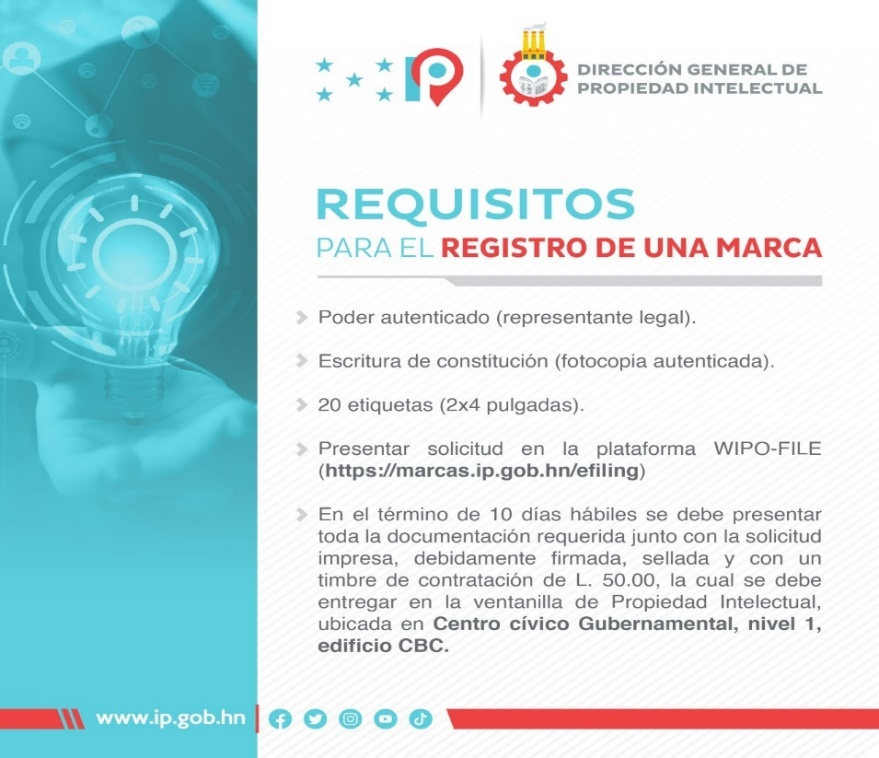 IP
DIRECCIÓN GENERAL DE
PROPIEDAD INTELECTUAL
REQUISITOS
PARA EL REGISTRO DE UNA MARCA
Poder autenticado (representante legal).
Escritura de constitución (fotocopia autenticada).
20 etiquetas (2x4 pulgadas).
Presentar solicitud en la plataforma WIPO-FILE
(https://marcas.ip.gob.hn/efiling)
En el término de 10 días hábiles se debe presentar
toda la documentación requerida junto con la solicitud
impresa, debidamente firmada, sellada y con un
timbre de contratación de L. 50.00, la cual se debe
entregar en la ventanilla de Propiedad Intelectual,
ubicada en Centro cívico Gubernamental, nivel 1,
edificio CBC.
www.ip.gob.hn